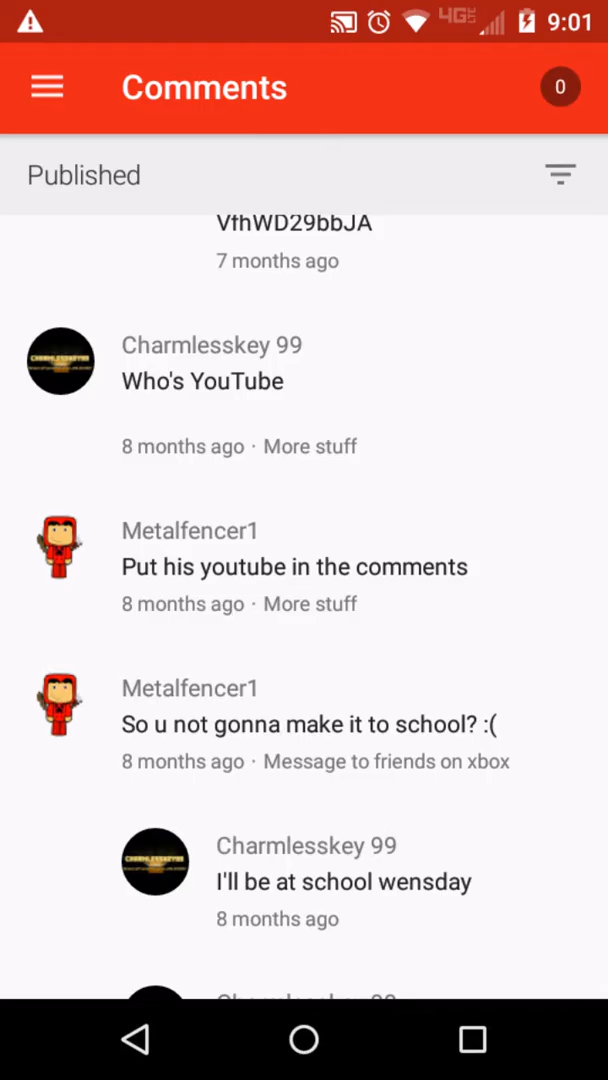 4G LTE 9:01
Comments
0
Published
VfhWD29bbJA
7 months ago
Charmlesskey 99
Who's YouTube
8 months ago · More stuff
Metalfencer1
Put his youtube in the comments
8 months ago · More stuff
Metalfencer1
So u not gonna make it to school? :(
8 months ago · Message to friends on xbox
Charmlesskey 99
I'll be at school wensday
8 months ago